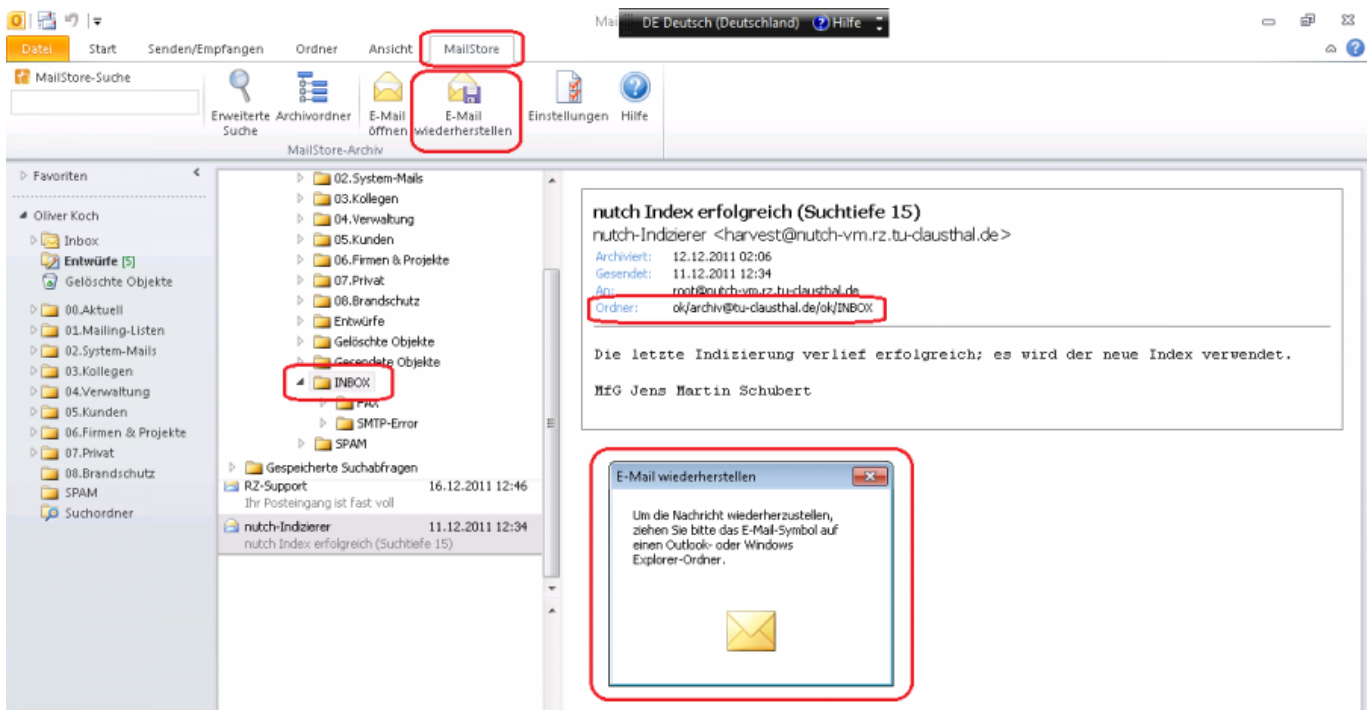 Mai
DE Deutsch (Deutschland) Hilfe
Datei Start Senden/Empfangen Ordner Ansicht MailStore
MailStore-Suche
Erweiterte Suche
Archivordner
E-Mail öffnen
E-Mail wiederherstellen
Einstellungen
Hilfe
MailStore-Archiv
Favoriten
Oliver Koch
Inbox
Entwürfe [5]
Gelöschte Objekte
00.Aktuell
01.Mailing-Listen
02.System-Mails
03.Kollegen
04.Verwaltung
05.Kunden
06.Firmen & Projekte
07.Privat
08.Brandschutz
SPAM
Suchordner
02.System-Mails
03.Kollegen
04.Verwaltung
05.Kunden
06.Firmen & Projekte
07.Privat
08.Brandschutz
Entwürfe
Gelöschte Objekte
Gesendete Objekte
INBOX
FAX
SMTP-Error
SPAM
Gespeicherte Suchabfragen
RZ-Support 16.12.2011 12:46
Ihr Posteingang ist fast voll
nutch-Indizierer 11.12.2011 12:34
nutch Index erfolgreich (Suchtiefe 15)
nutch Index erfolgreich (Suchtiefe 15)
nutch-Indizierer <harvest@nutch-vm.rz.tu-clausthal.de>
Archiviert: 12.12.2011 02:06
Gesendet: 11.12.2011 12:34
An: root@nutch-vm.rz.tu-clausthal.de
Ordner: ok/archiv@tu-clausthal.de/ok/INBOX
Die letzte Indizierung verlief erfolgreich; es wird der neue Index verwendet.
MfG Jens Martin Schubert
E-Mail wiederherstellen
Um die Nachricht wiederherzustellen,
ziehen Sie bitte das E-Mail-Symbol auf
einen Outlook- oder Windows
Explorer-Ordner.